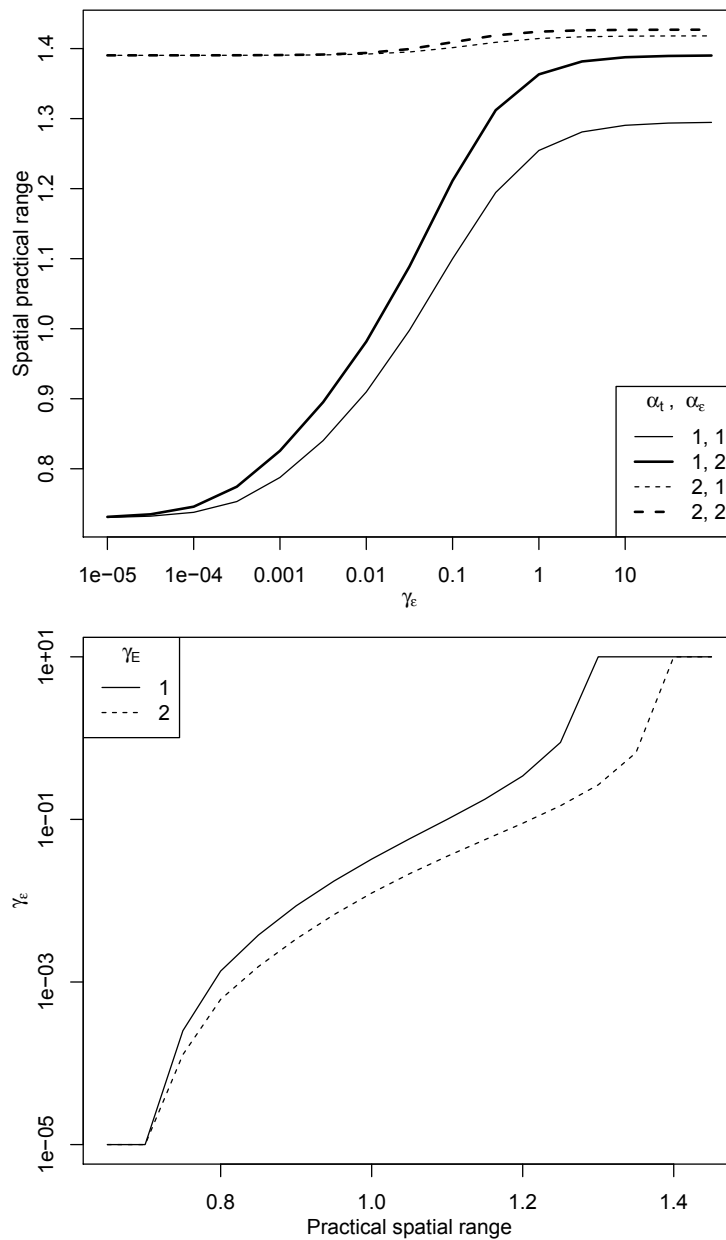 1.4
1.3
1.2
1.1
1.0
0.9
0.8
Spatial practical range
αt , αε
1, 1
1, 2
2, 1
2, 2
1e−05 1e−04 0.001 0.01 0.1 1 10
γε
γE
1
2
1e+01
1e−01
1e−03
1e−05
γε
0.8 1.0 1.2 1.4
Practical spatial range